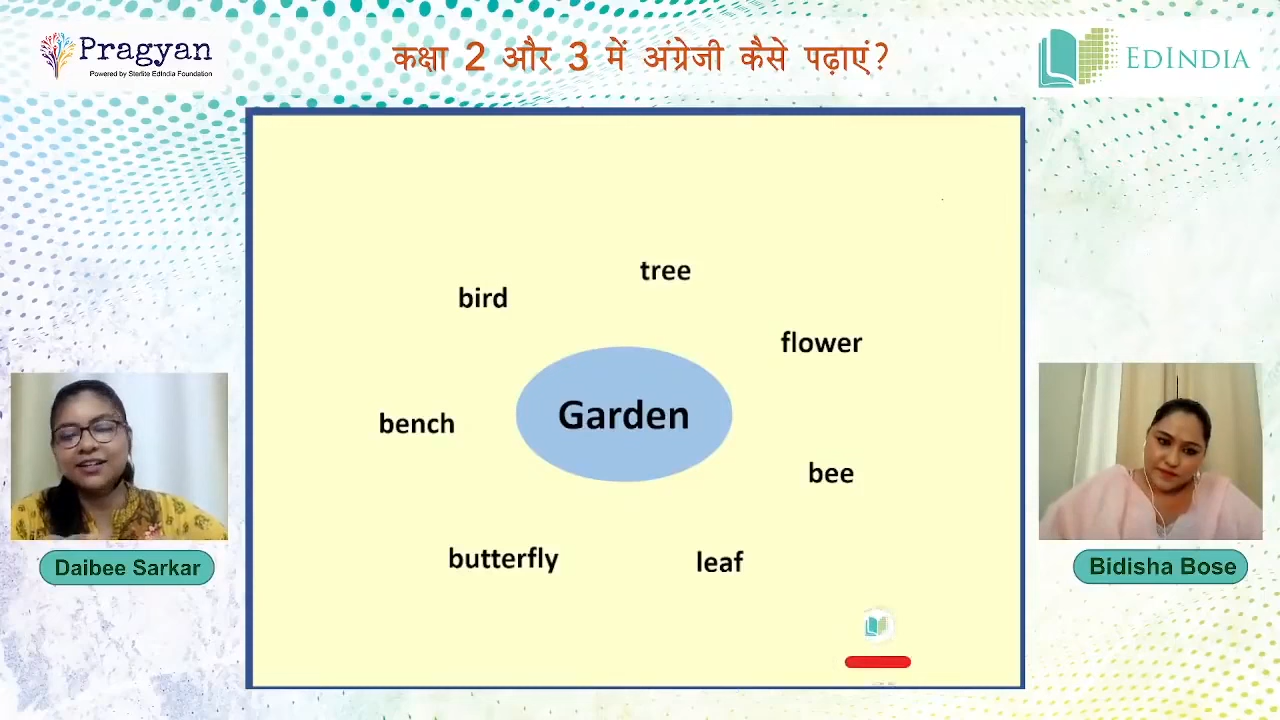 Pragyan
Powered by Sterlite EdIndia Foundation
कक्षा 2 और 3 में अंग्रेजी कैसे पढ़ाएं?
EDINDIA
tree
bird
flower
Garden
bench
bee
butterfly
leaf
Daibee Sarkar
Bidisha Bose